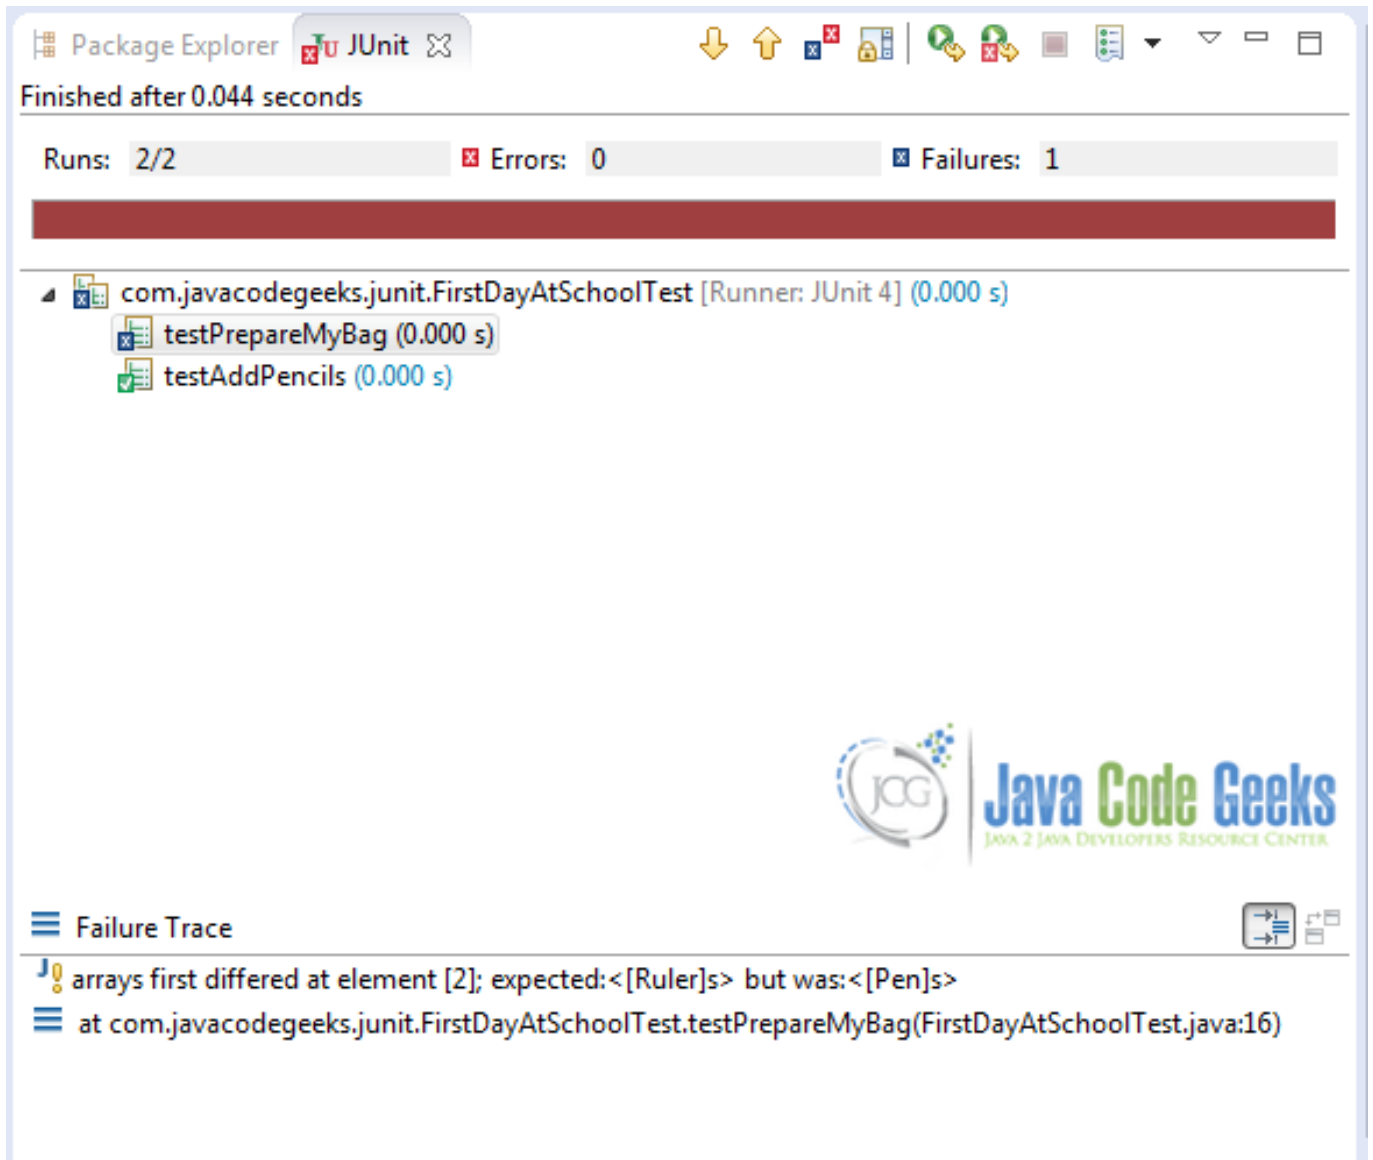 Package Explorer JUnit
Finished after 0.044 seconds
Runs: 2/2 Errors: 0 Failures: 1
com.javacodegeeks.junit.FirstDayAtSchoolTest [Runner: JUnit 4] (0.000 s)
testPrepareMyBag (0.000 s)
testAddPencils (0.000 s)
JCG
Java Code Geeks
JAVA 2 JAVA DEVELOPERS RESOURCE CENTER
Failure Trace
arrays first differed at element [2]; expected:<[Ruler]s> but was:<[Pen]s>
at com.javacodegeeks.junit.FirstDayAtSchoolTest.testPrepareMyBag(FirstDayAtSchoolTest.java:16)